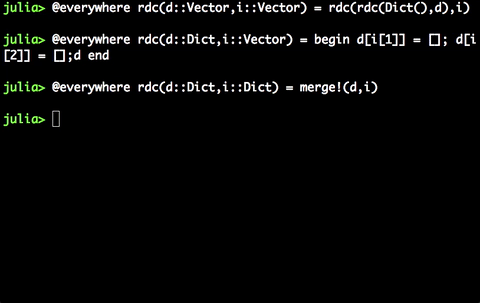 julia> @everywhere rdc(d::Vector,i::Vector) = rdc(rdc(Dict(),d),i)
julia> @everywhere rdc(d::Dict,i::Vector) = begin d[i[1]] = []; d[i
[2]] = [];d end
julia> @everywhere rdc(d::Dict,i::Dict) = merge!(d,i)
julia>